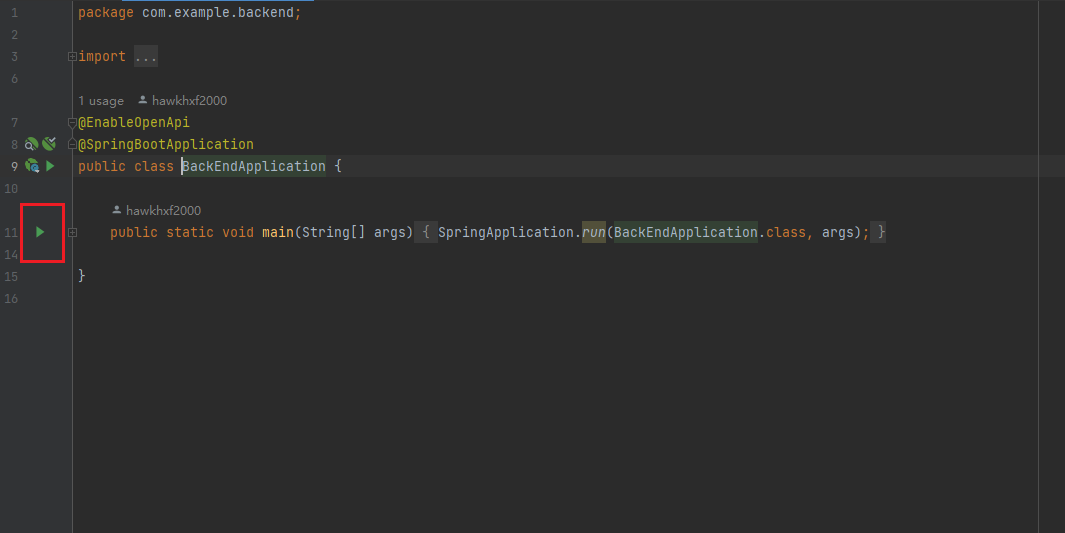 1 package com.example.backend;
2
3 import ...
6
1 usage hawkhxf2000
7 @EnableOpenApi
8 @SpringBootApplication
9 public class BackEndApplication {
10
hawkhxf2000
11 public static void main(String[] args) { SpringApplication.run(BackEndApplication.class, args); }
14
15 }
16